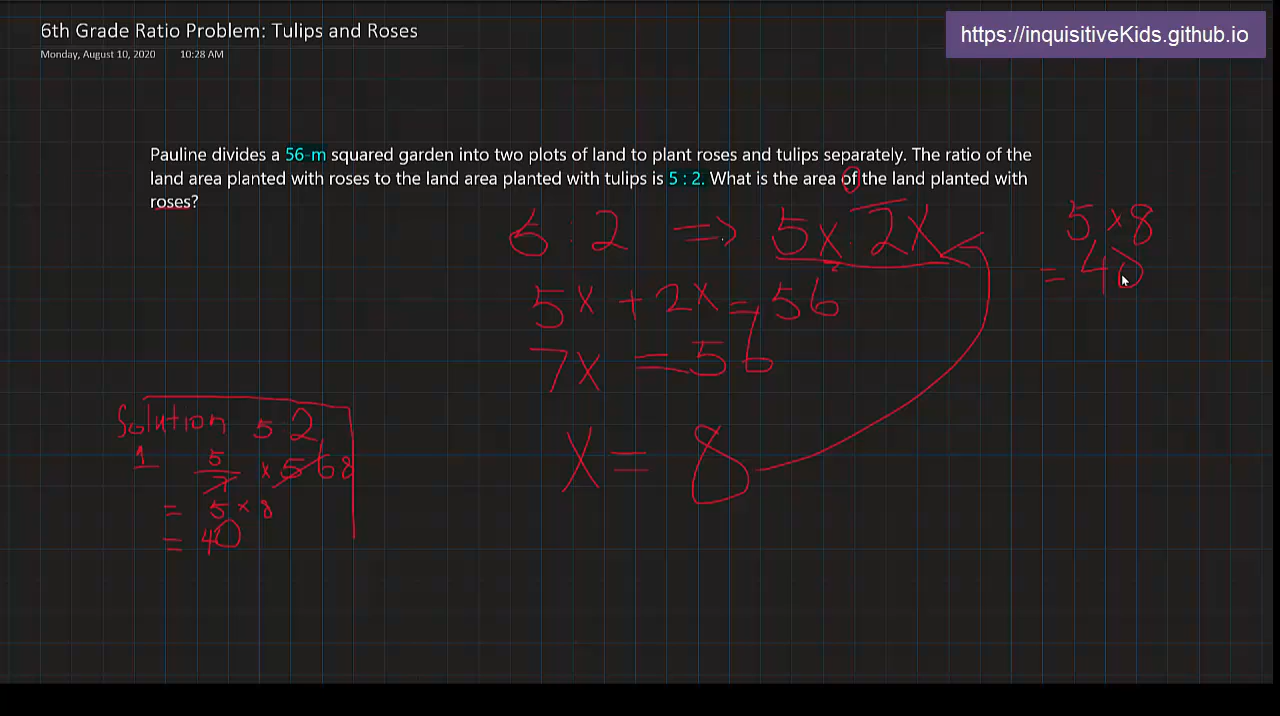 6th Grade Ratio Problem: Tulips and Roses
Monday, August 10, 2020 10:28 AM
https://inquisitiveKids.github.io
Pauline divides a 56-m squared garden into two plots of land to plant roses and tulips separately. The ratio of the
land area planted with roses to the land area planted with tulips is 5 : 2. What is the area of the land planted with
roses?
5 : 2 => 5x : 2x
5x + 2x = 56
7x = 56
x = 8
5 x 8
= 40
Solution 5 2
1 5/7 x 56 8
= 5 x 8
= 40